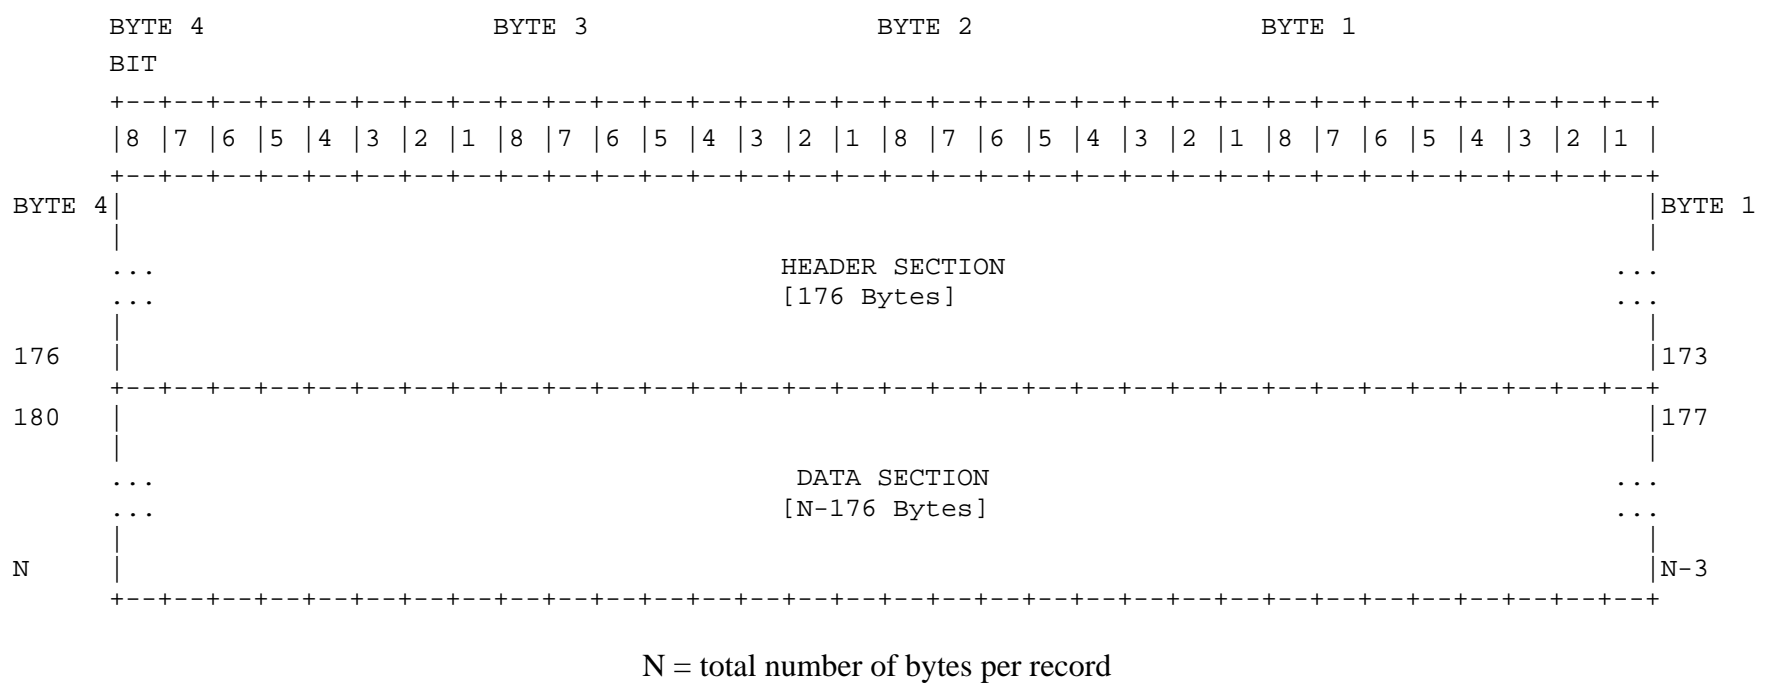 BYTE 4 BYTE 3 BYTE 2 BYTE 1
BIT
+--+--+--+--+--+--+--+--+--+--+--+--+--+--+--+--+--+--+--+--+--+--+--+--+--+--+--+--+--+--+--+--+
|8 |7 |6 |5 |4 |3 |2 |1 |8 |7 |6 |5 |4 |3 |2 |1 |8 |7 |6 |5 |4 |3 |2 |1 |8 |7 |6 |5 |4 |3 |2 |1 |
+--+--+--+--+--+--+--+--+--+--+--+--+--+--+--+--+--+--+--+--+--+--+--+--+--+--+--+--+--+--+--+--+
BYTE 4| |BYTE 1
| |
... HEADER SECTION ...
... [176 Bytes] ...
| |
176 | |173
+--+--+--+--+--+--+--+--+--+--+--+--+--+--+--+--+--+--+--+--+--+--+--+--+--+--+--+--+--+--+--+--+
180 | |177
| |
... DATA SECTION ...
... [N-176 Bytes] ...
| |
N | |N-3
+--+--+--+--+--+--+--+--+--+--+--+--+--+--+--+--+--+--+--+--+--+--+--+--+--+--+--+--+--+--+--+--+
N = total number of bytes per record